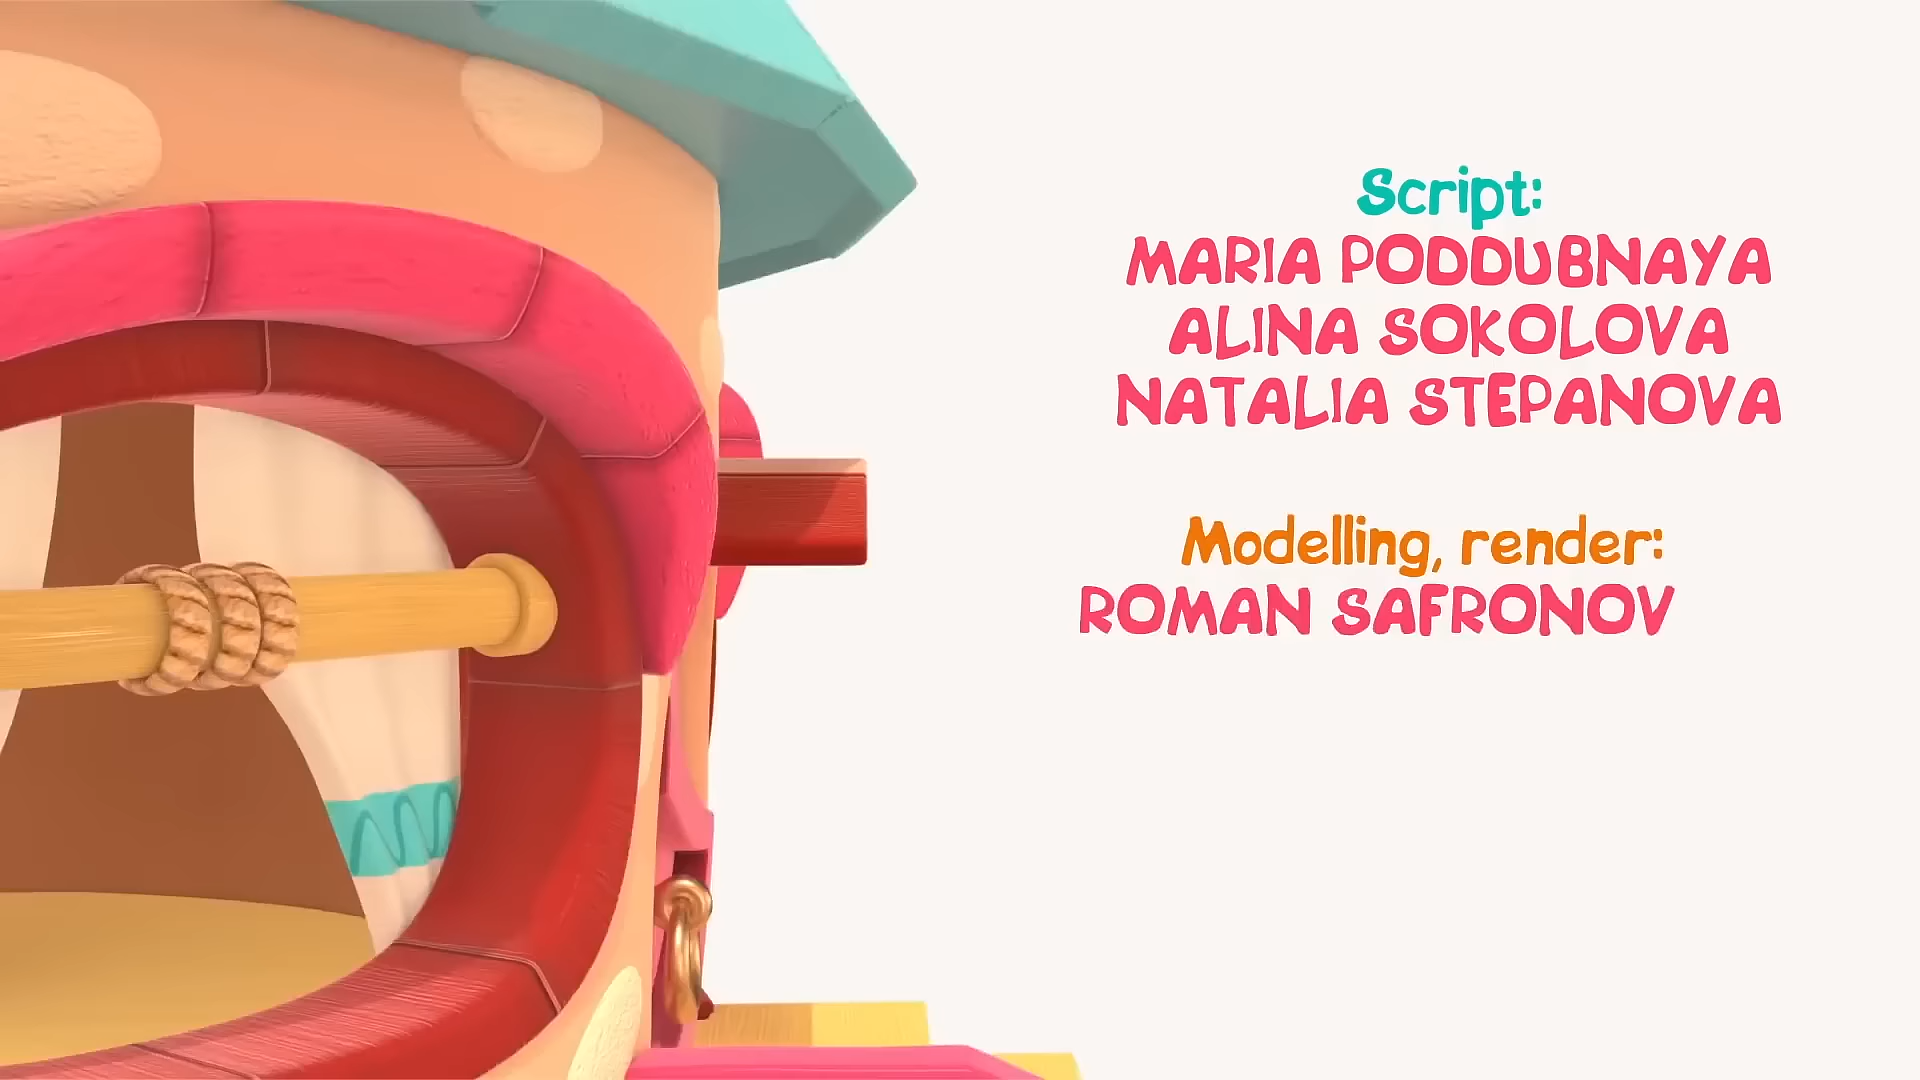 Script:
MARIA PODDUBNAYA
ALINA SOKOLOVA
NATALIA STEPANOVA
Modelling, render:
ROMAN SAFRONOV